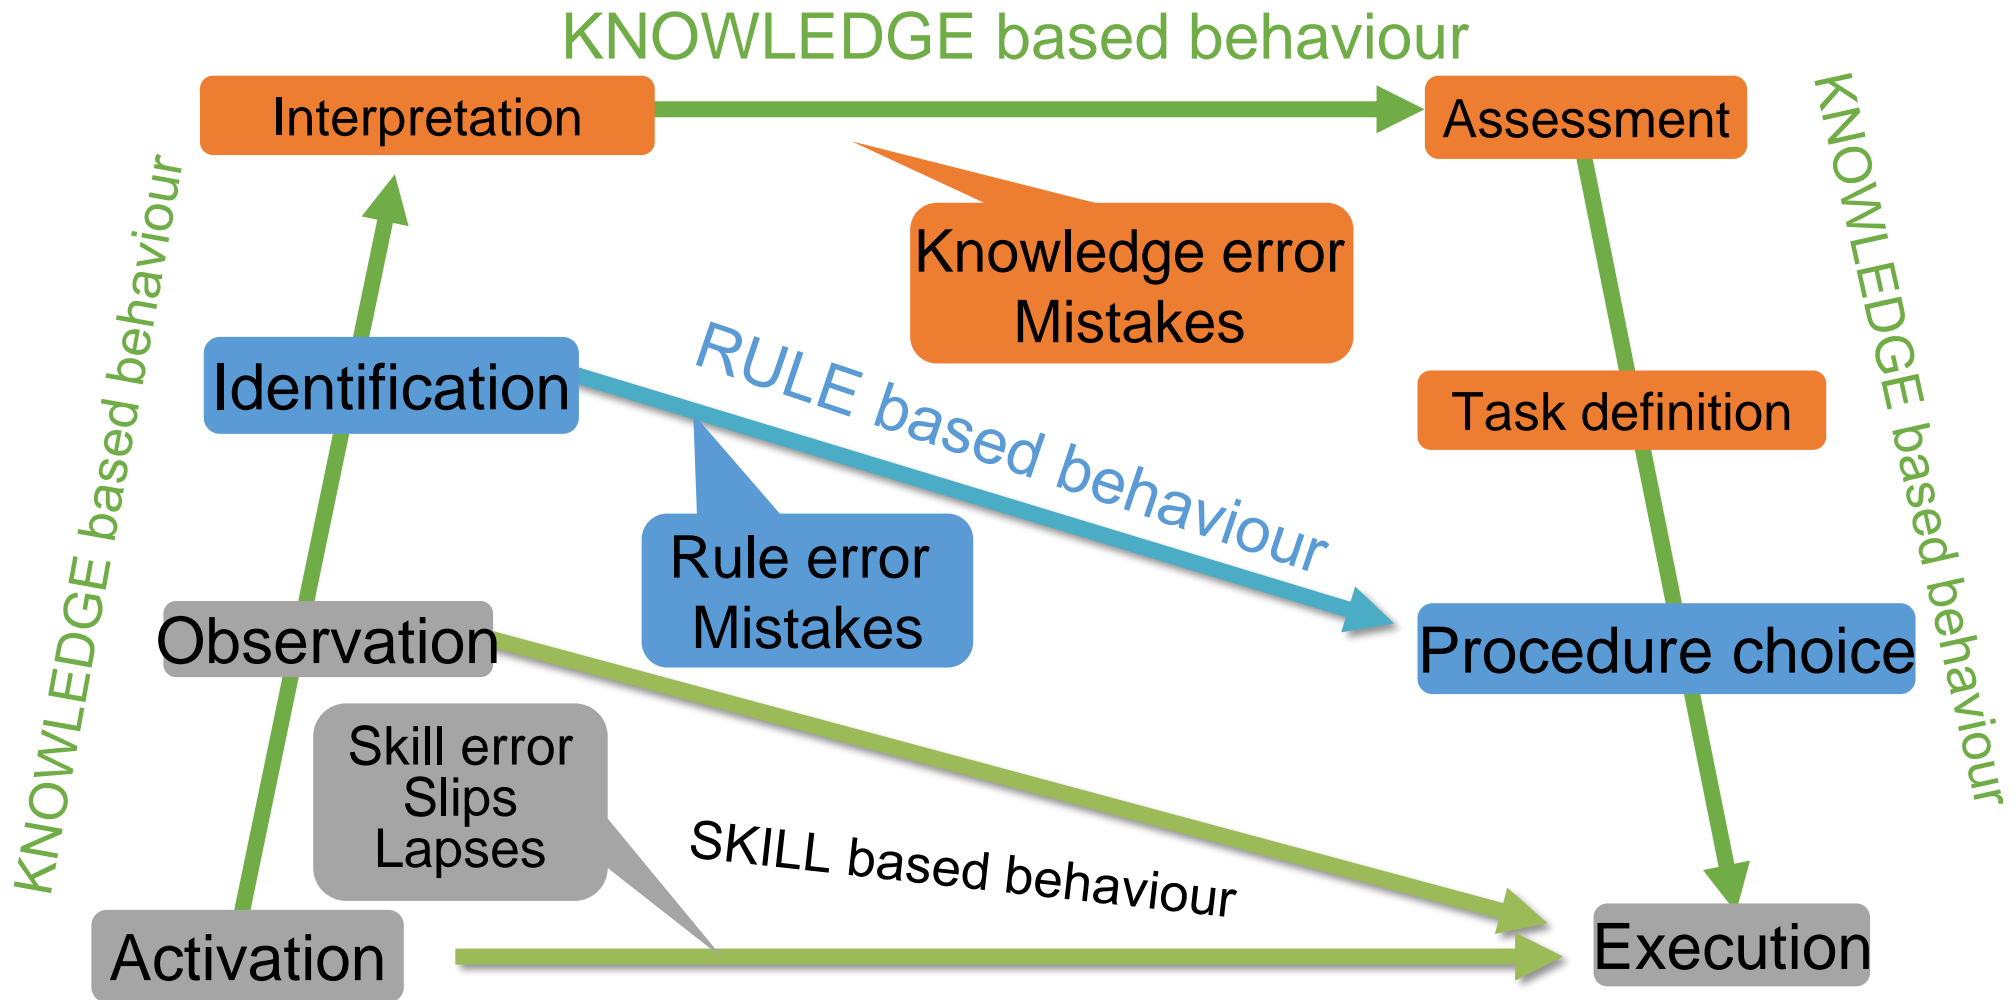 KNOWLEDGE based behaviour
Interpretation
Assessment
KNOWLEDGE based behaviour
KNOWLEDGE based behaviour
Knowledge error
Mistakes
Identification
RULE based behaviour
Task definition
Rule error
Mistakes
Observation
Procedure choice
Skill error
Slips
Lapses
SKILL based behaviour
Activation
Execution